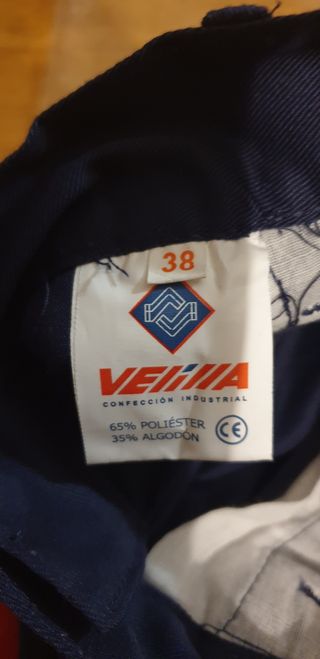 38
VELILLA
CONFECCIÓN INDUSTRIAL
65% POLIÉSTER
35% ALGODÓN
CE